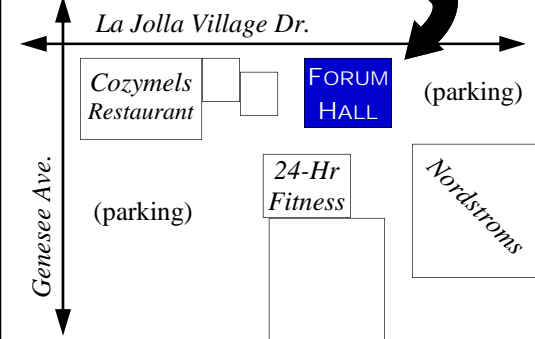 La Jolla Village Dr.
Cozymels
Restaurant
FORUM
HALL
(parking)
24-Hr
Fitness
Nordstroms
(parking)
Genesee Ave.